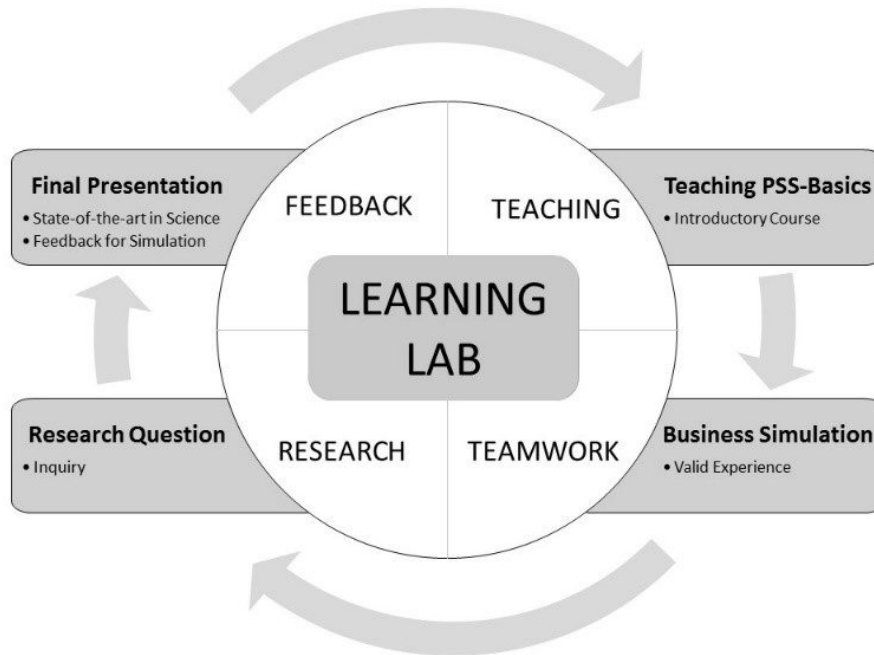 Final Presentation
• State-of-the-art in Science
• Feedback for Simulation
FEEDBACK
TEACHING
Teaching PSS-Basics
• Introductory Course
LEARNING
LAB
Research Question
• Inquiry
RESEARCH
TEAMWORK
Business Simulation
• Valid Experience